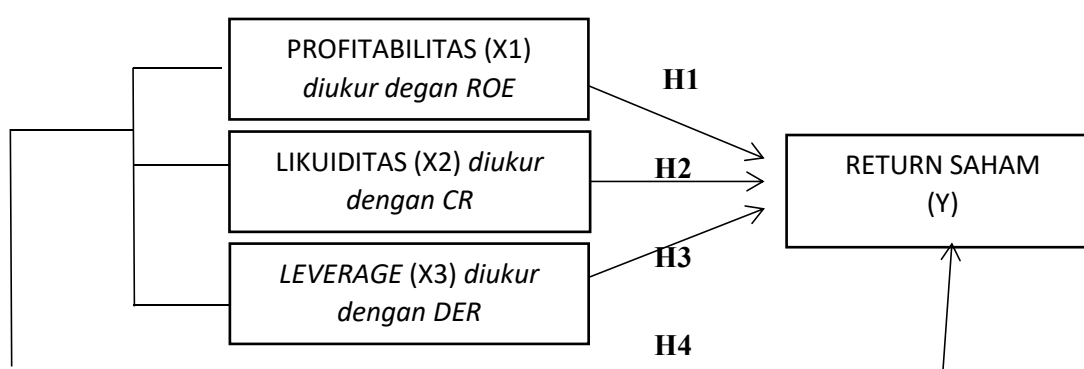 PROFITABILITAS (X1)
diukur degan ROE
H1
LIKUIDITAS (X2) diukur
dengan CR
H2
RETURN SAHAM
(Y)
LEVERAGE (X3) diukur
dengan DER
H3
H4